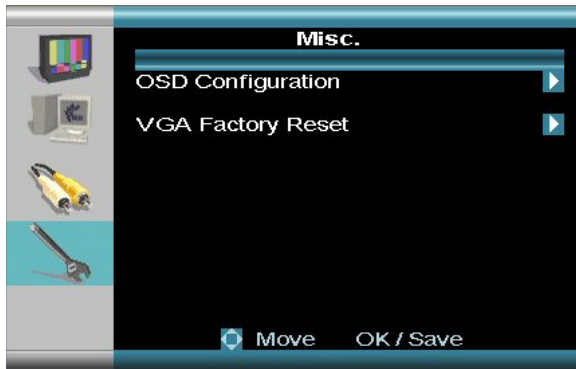 Misc.
OSD Configuration
VGA Factory Reset
Move OK / Save